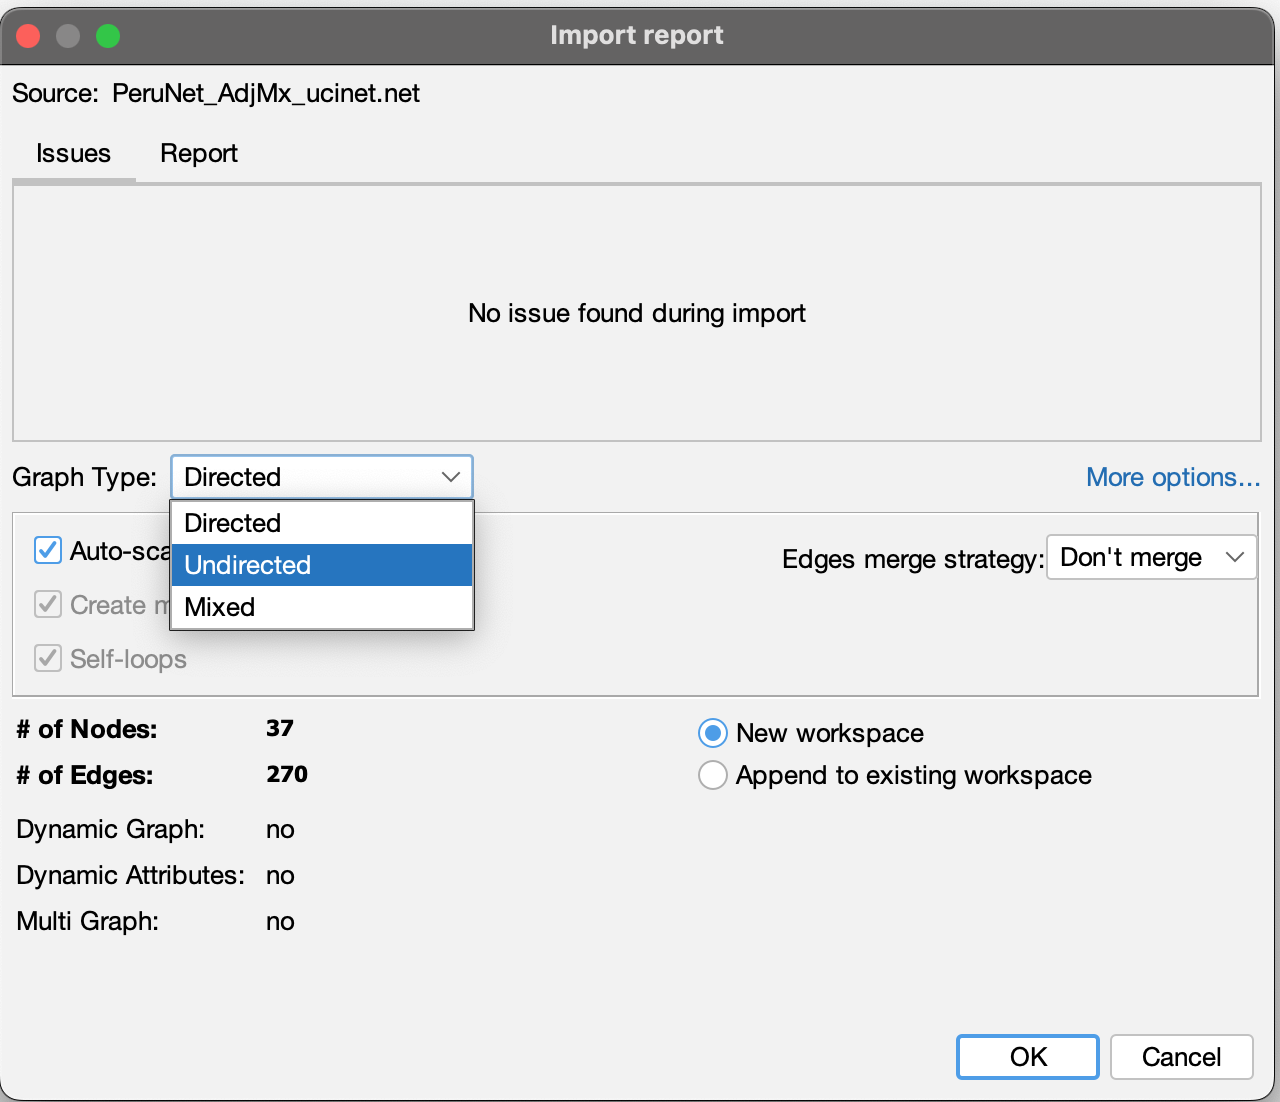 Import report
Source: PeruNet_AdjMx_ucinet.net
Issues Report
No issue found during import
Graph Type: Directed More options...
Directed
Undirected
Mixed
Auto-sca Edges merge strategy: Don't merge
Create m
Self-loops
# of Nodes: 37
# of Edges: 270
Dynamic Graph: no
Dynamic Attributes: no
Multi Graph: no
New workspace
Append to existing workspace
OK Cancel